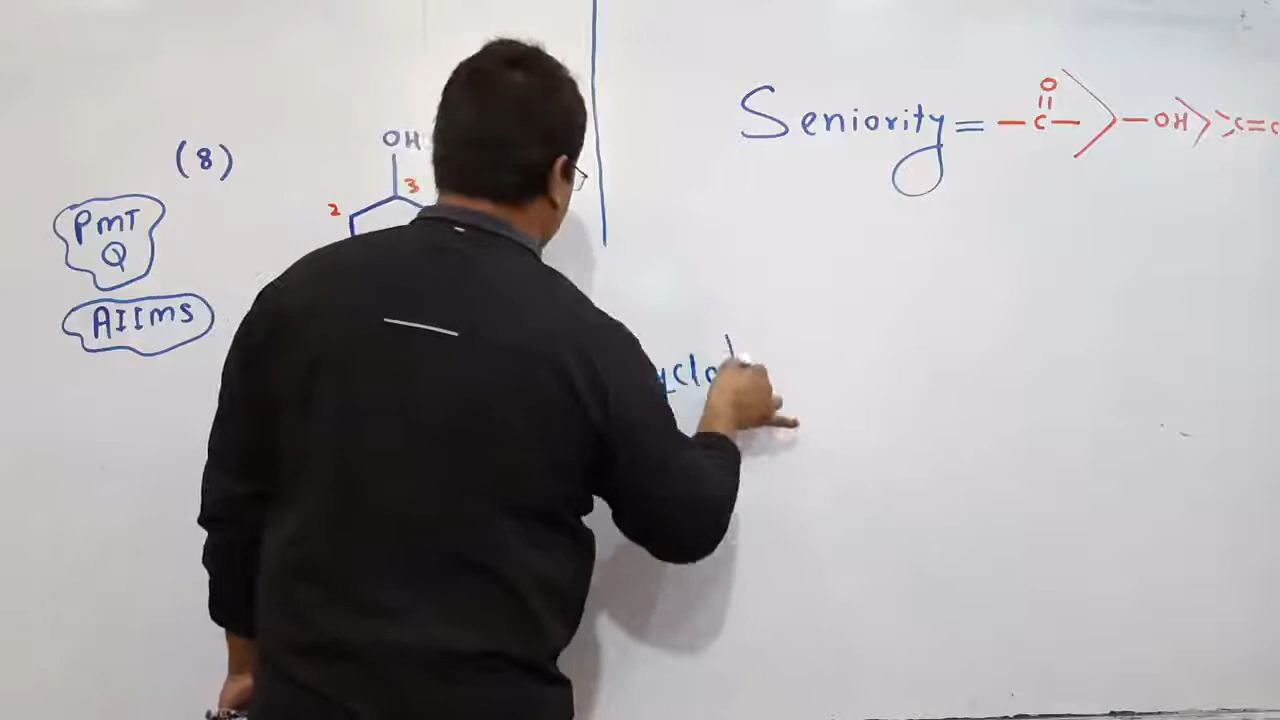 (8)
PMT
Q
AIIMS
OH
2
3
Seniority = -C- > -OH > >C=C
O
||
yclo